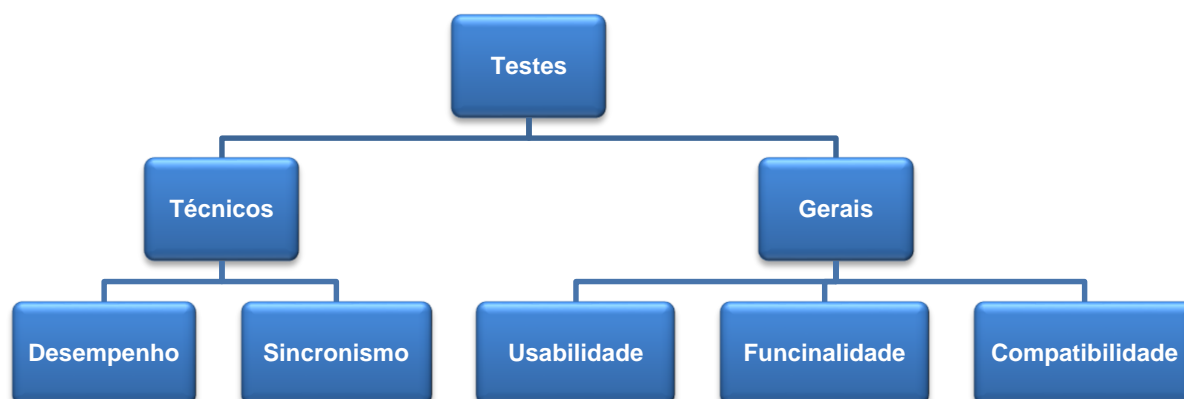 Testes
Técnicos
Gerais
Desempenho
Sincronismo
Usabilidade
Funcinalidade
Compatibilidade